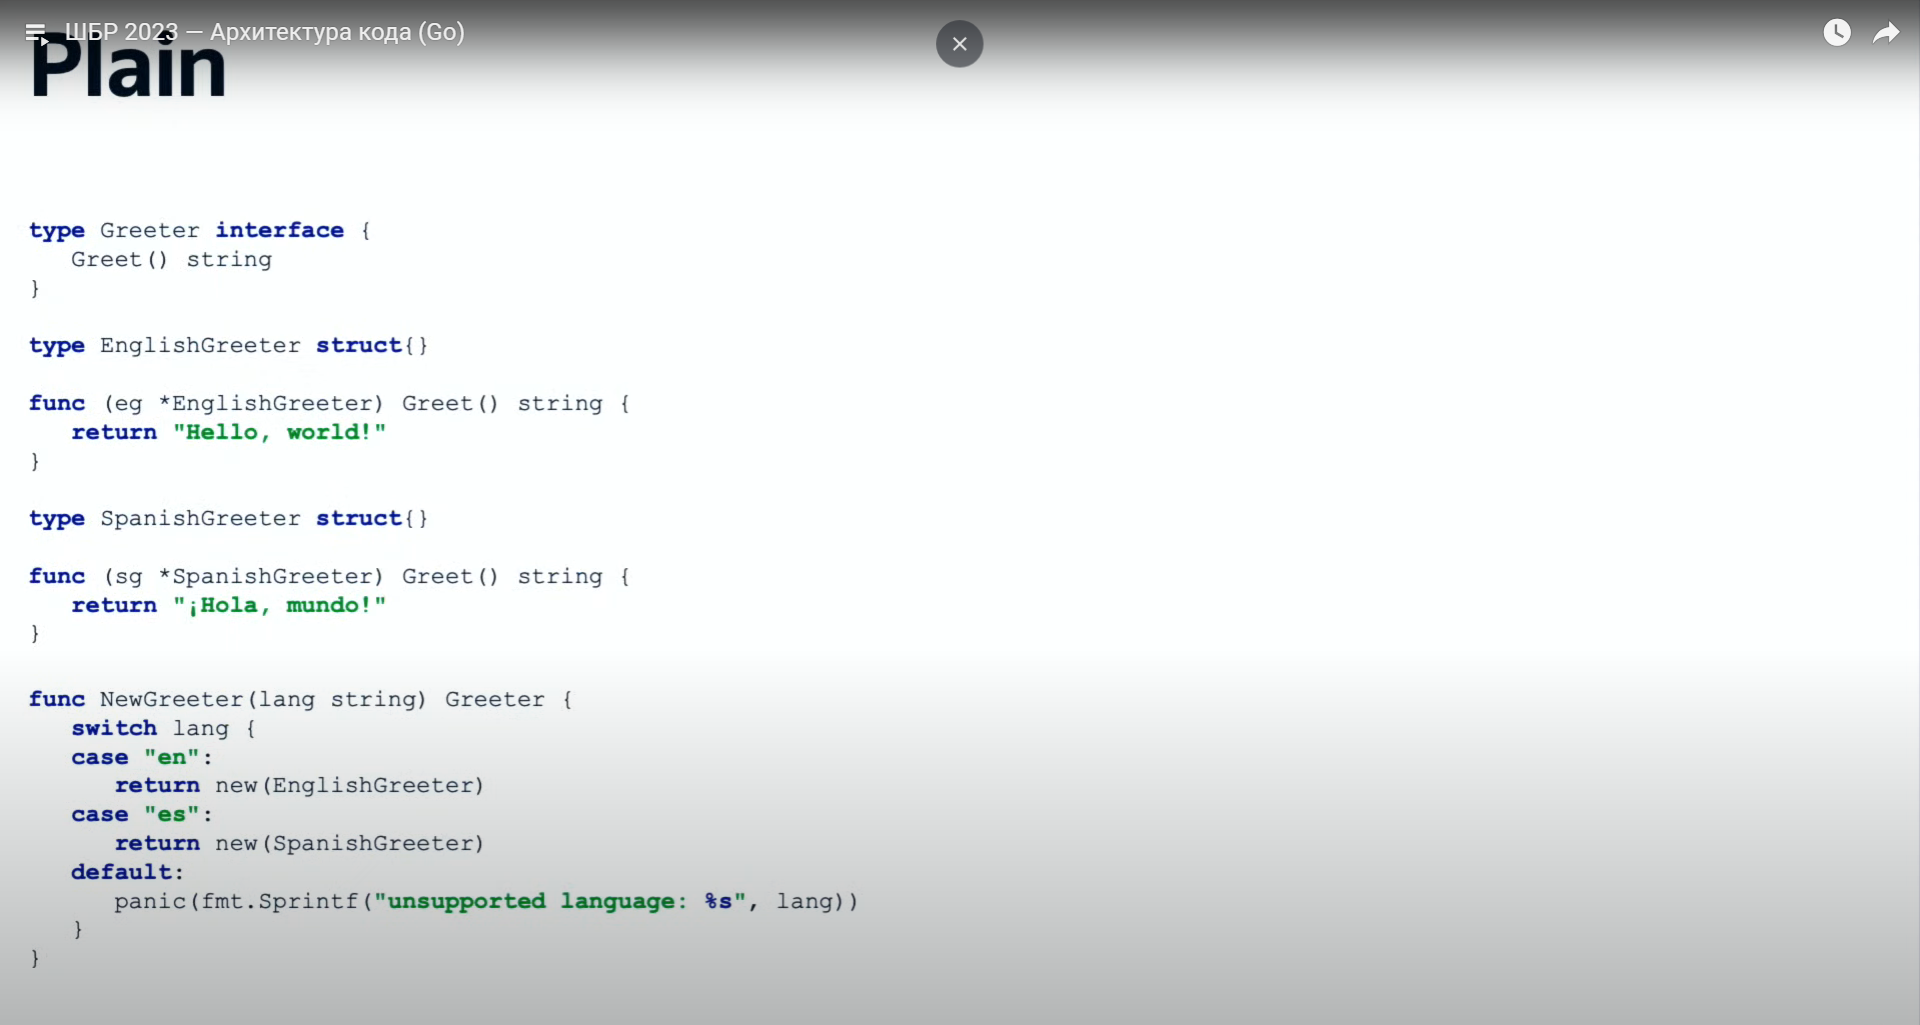 ШБР 2023 — Архитектура кода (Go)
Plain
type Greeter interface {
   Greet() string
}
type EnglishGreeter struct{}
func (eg *EnglishGreeter) Greet() string {
   return "Hello, world!"
}
type SpanishGreeter struct{}
func (sg *SpanishGreeter) Greet() string {
   return "¡Hola, mundo!"
}
func NewGreeter(lang string) Greeter {
   switch lang {
   case "en":
      return new(EnglishGreeter)
   case "es":
      return new(SpanishGreeter)
   default:
      panic(fmt.Sprintf("unsupported language: %s", lang))
   }
}